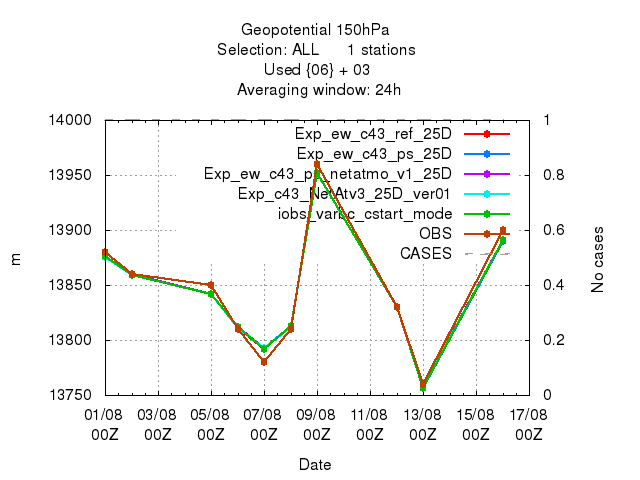 Geopotential 150hPa
Selection: ALL 1 stations
Used {06} + 03
Averaging window: 24h
14000
13950
13900
13850
13800
13750
m
1
0.8
0.6
0.4
0.2
0
No cases
Exp_ew_c43_ref_25D
Exp_ew_c43_ps_25D
Exp_ew_c43_ps_netatmo_v1_25D
Exp_c43_NetAtv3_25D_ver01
OBS
CASES
01/08 03/08 05/08 07/08 09/08 11/08 13/08 15/08 17/08
00Z 00Z 00Z 00Z 00Z 00Z 00Z 00Z 00Z
Date